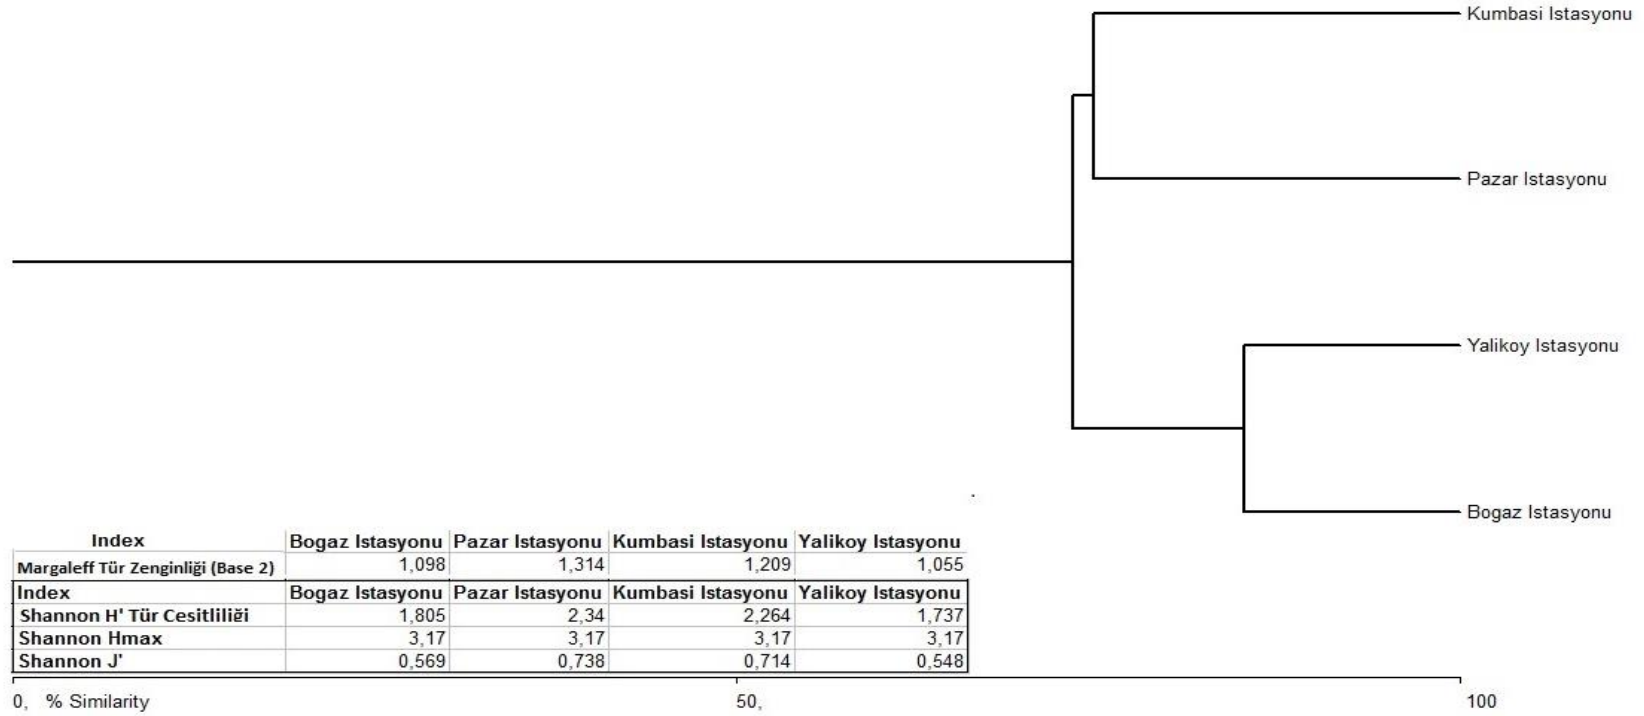 Kumbasi Istasyonu
Pazar Istasyonu
Yalikoy Istasyonu
Bogaz Istasyonu
Index Bogaz Istasyonu Pazar Istasyonu Kumbasi Istasyonu Yalikoy Istasyonu
Margaleff Tür Zenginliği (Base 2) 1,098 1,314 1,209 1,055
Index Bogaz Istasyonu Pazar Istasyonu Kumbasi Istasyonu Yalikoy Istasyonu
Shannon H' Tür Cesitliliği 1,805 2,34 2,264 1,737
Shannon Hmax 3,17 3,17 3,17 3,17
Shannon J' 0,569 0,738 0,714 0,548
0, % Similarity 50, 100